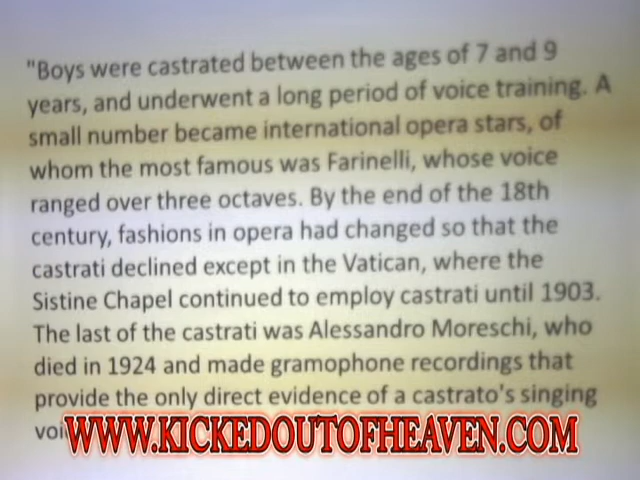 "Boys were castrated between the ages of 7 and 9
years, and underwent a long period of voice training. A
small number became international opera stars, of
whom the most famous was Farinelli, whose voice
ranged over three octaves. By the end of the 18th
century, fashions in opera had changed so that the
castrati declined except in the Vatican, where the
Sistine Chapel continued to employ castrati until 1903.
The last of the castrati was Alessandro Moreschi, who
died in 1924 and made gramophone recordings that
provide the only direct evidence of a castrato's singing
WWW.KICKEDOUTOFHEAVEN.COM